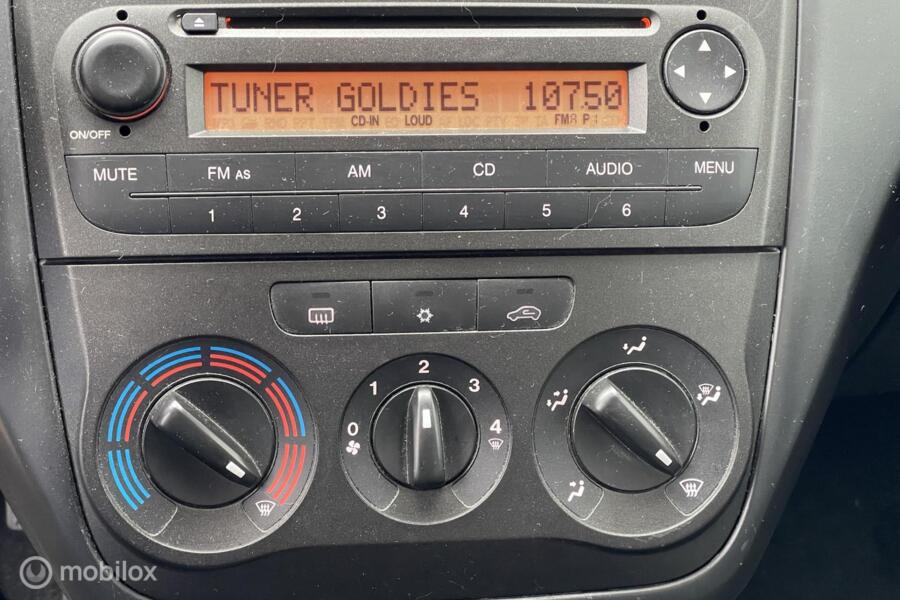 TUNER GOLDIES 107.50
CD-IN LOUD FM8 P
ON/OFF
MUTE FM AS AM CD AUDIO MENU
1 2 3 4 5 6
0 1 2 3 4
mobilox